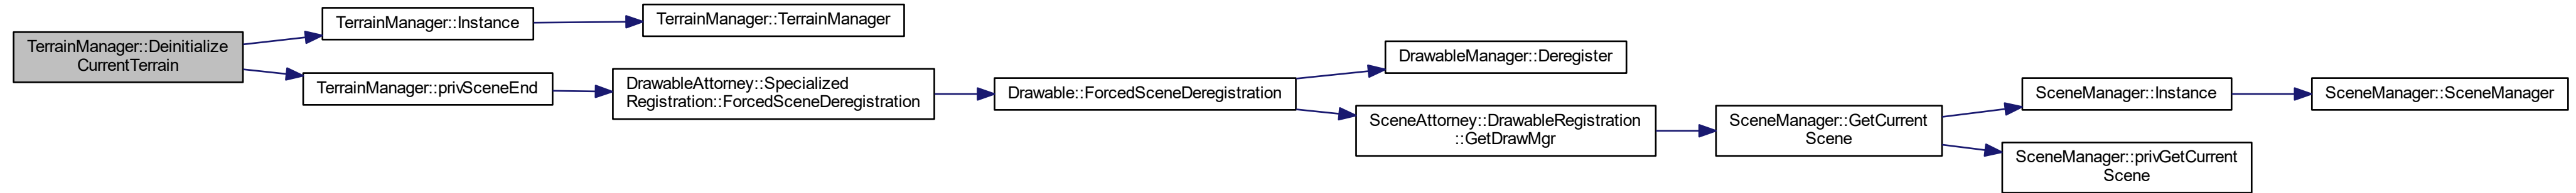 TerrainManager::Deinitialize
CurrentTerrain
TerrainManager::Instance
TerrainManager::TerrainManager
TerrainManager::privSceneEnd
DrawableAttorney::Specialized
Registration::ForcedSceneDeregistration
Drawable::ForcedSceneDeregistration
DrawableManager::Deregister
SceneAttorney::DrawableRegistration
::GetDrawMgr
SceneManager::GetCurrent
Scene
SceneManager::Instance
SceneManager::SceneManager
SceneManager::privGetCurrent
Scene